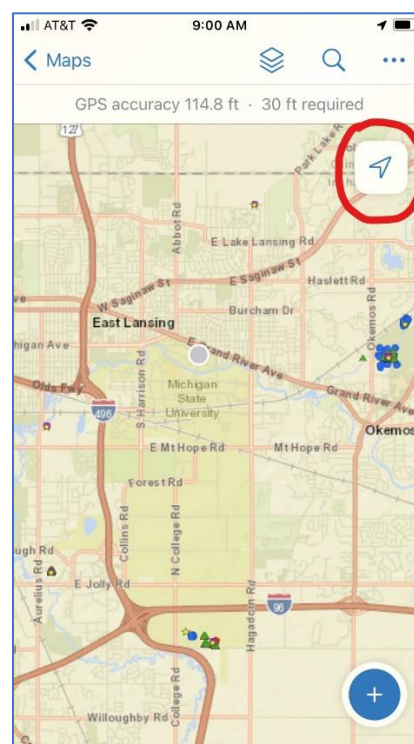 AT&T 9:00 AM
Maps
GPS accuracy 114.8 ft · 30 ft required
127
Park Lake R
Abbot Rd
E Lake Lansing Rd
W Saginaw St
E Saginaw St
Haslett Rd
Burcham Dr
Okemos Rd
East Lansing
higan Ave
E Grand River Ave
S Harrison Rd
Michigan
State
University
Olds Fwy
Grand River Ave
496
Okemos
E Mt Hope Rd
Mt Hope Rd
Forest Rd
Collins Rd
N College Rd
ugh Rd
Aurelius Rd
E Jolly Rd
Hagadorn Rd
96
College Rd
Willoughby Rd